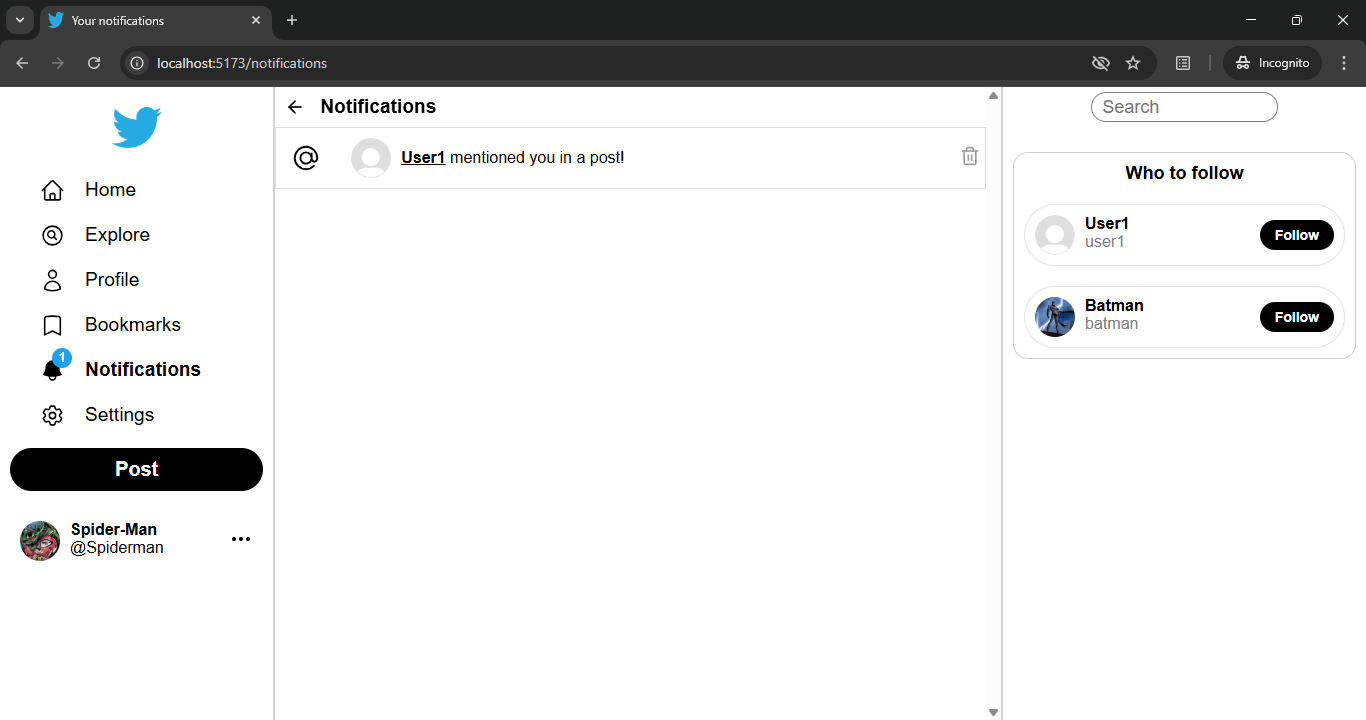 Your notifications
localhost:5173/notifications
Incognito
Home
Explore
Profile
Bookmarks
1
Notifications
Settings
Post
Spider-Man
@Spiderman
Notifications
User1 mentioned you in a post!
Search
Who to follow
User1
user1
Follow
Batman
batman
Follow